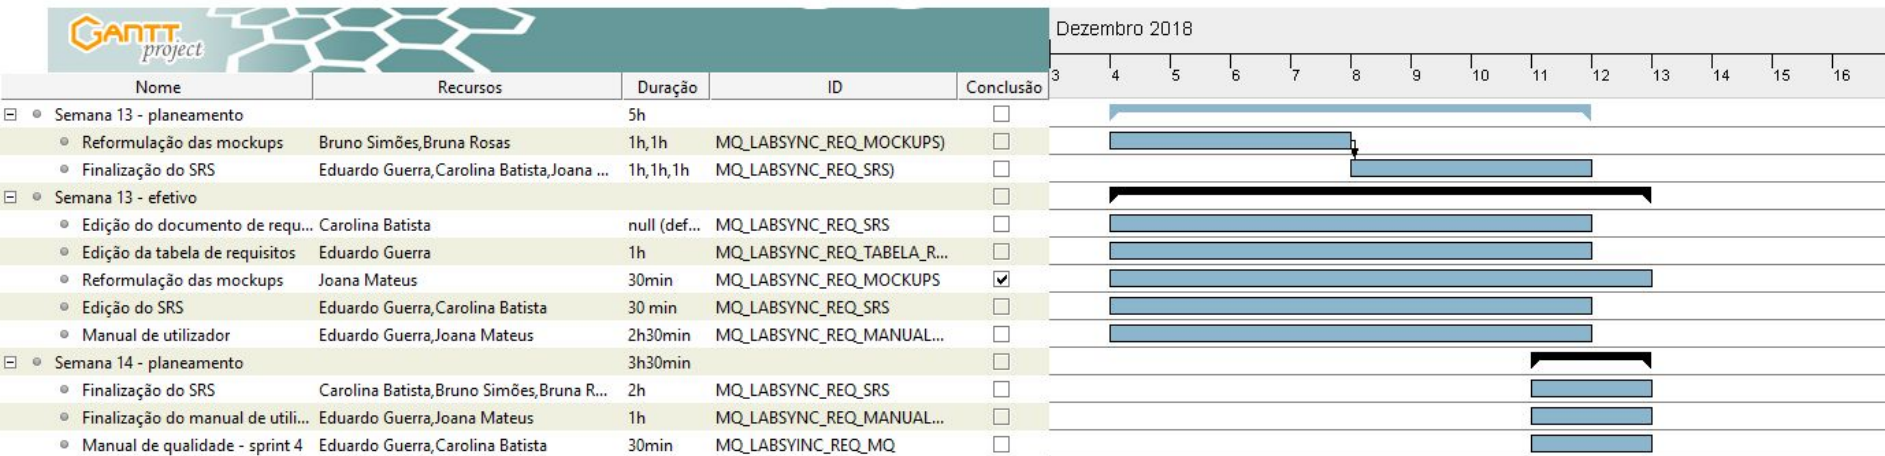 GANTT project
Dezembro 2018
3 4 5 6 7 8 9 10 11 12 13 14 15 16
Nome Recursos Duração ID Conclusão
Semana 13 - planeamento 5h
Reformulação das mockups Bruno Simões,Bruna Rosas 1h,1h MQ_LABSYNC_REQ_MOCKUPS)
Finalização do SRS Eduardo Guerra,Carolina Batista,Joana ... 1h,1h,1h MQ_LABSYNC_REQ_SRS)
Semana 13 - efetivo
Edição do documento de requ... Carolina Batista null (def... MQ_LABSYNC_REQ_SRS
Edição da tabela de requisitos Eduardo Guerra 1h MQ_LABSYNC_REQ_TABELA_R...
Reformulação das mockups Joana Mateus 30min MQ_LABSYNC_REQ_MOCKUPS
Edição do SRS Eduardo Guerra,Carolina Batista 30 min MQ_LABSYNC_REQ_SRS
Manual de utilizador Eduardo Guerra,Joana Mateus 2h30min MQ_LABSYNC_REQ_MANUAL...
Semana 14 - planeamento 3h30min
Finalização do SRS Carolina Batista,Bruno Simões,Bruna R... 2h MQ_LABSYNC_REQ_SRS
Finalização do manual de utili... Eduardo Guerra,Joana Mateus 1h MQ_LABSYNC_REQ_MANUAL...
Manual de qualidade - sprint 4 Eduardo Guerra,Carolina Batista 30min MQ_LABSYINC_REQ_MQ